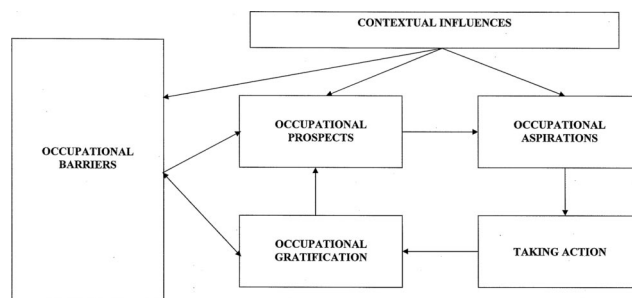 CONTEXTUAL INFLUENCES
OCCUPATIONAL
BARRIERS
OCCUPATIONAL
PROSPECTS
OCCUPATIONAL
ASPIRATIONS
OCCUPATIONAL
GRATIFICATION
TAKING ACTION